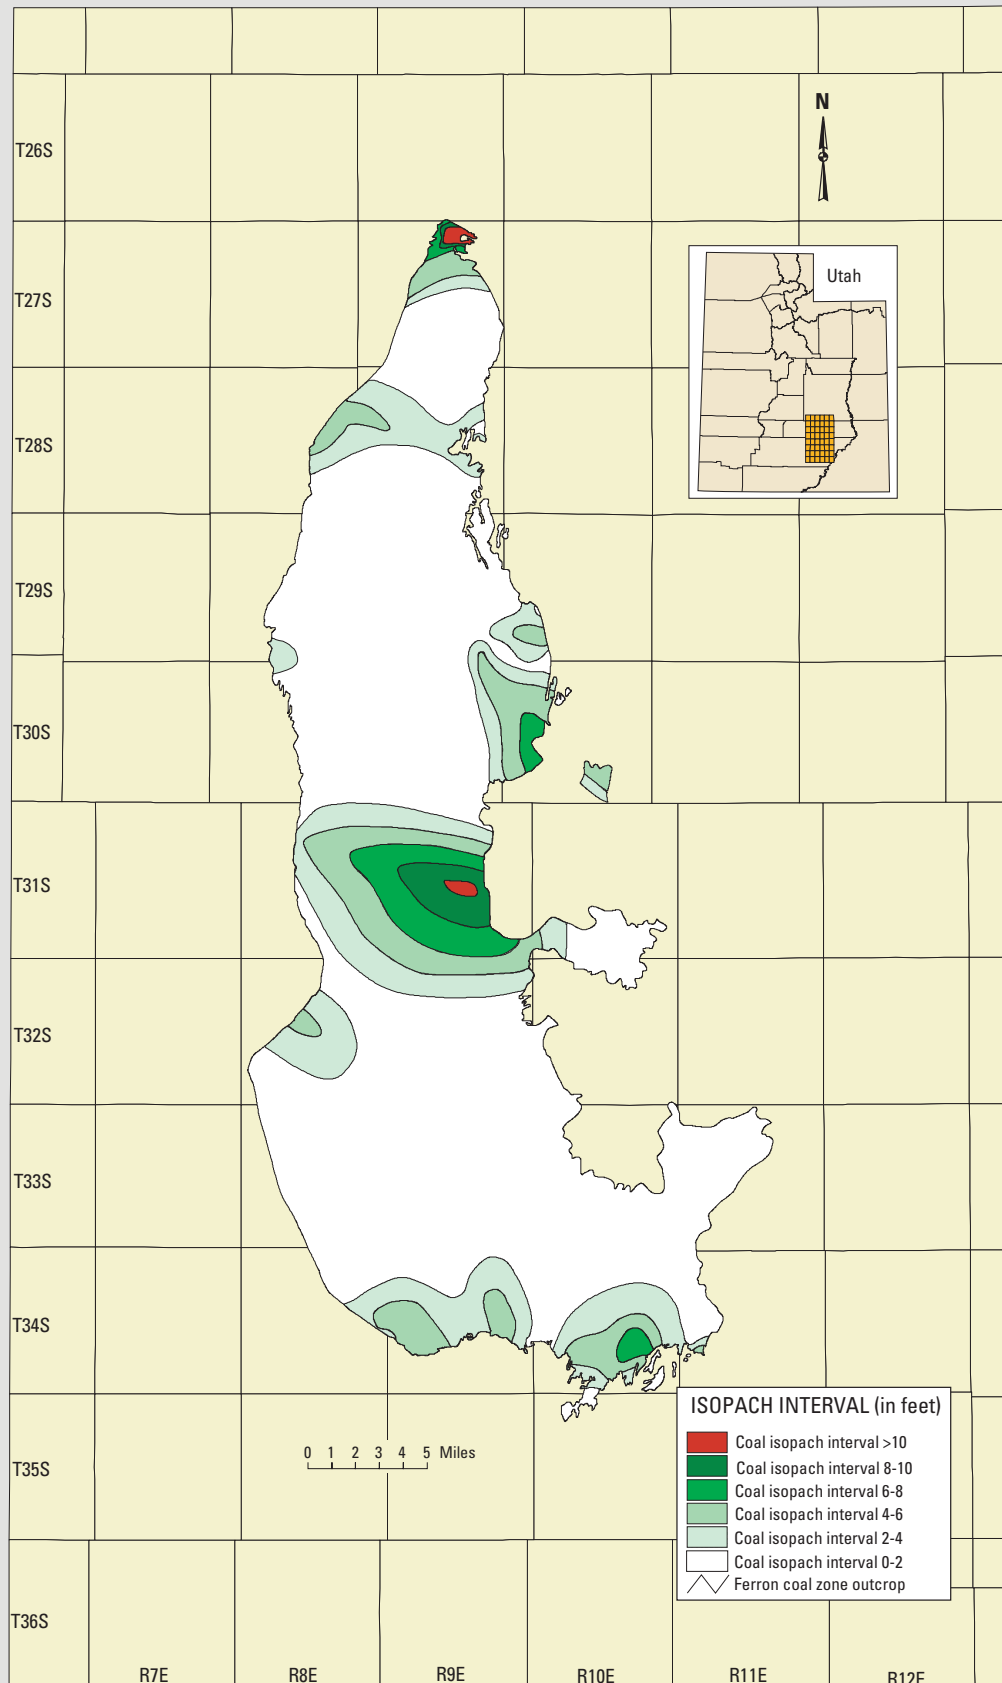 N
T26S
Utah
T27S
T28S
T29S
T30S
T31S
T32S
T33S
T34S
ISOPACH INTERVAL (in feet)
Coal isopach interval >10
Coal isopach interval 8-10
Coal isopach interval 6-8
Coal isopach interval 4-6
Coal isopach interval 2-4
Coal isopach interval 0-2
Ferron coal zone outcrop
0 1 2 3 4 5 Miles
T35S
T36S
R7E R8E R9E R10E R11E R12E